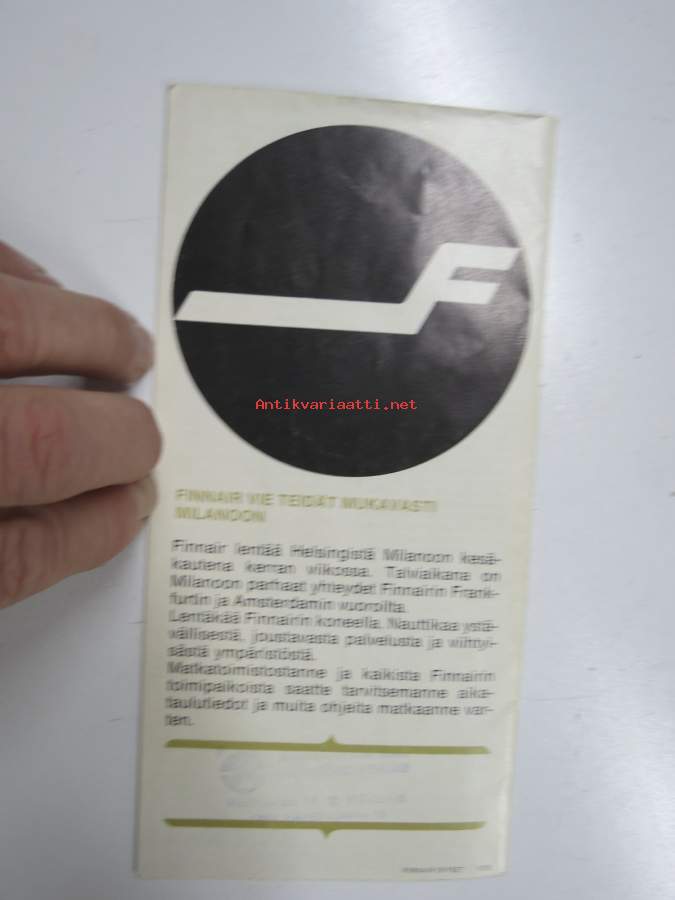 F
Antikvariaatti.net
FINNAIR VIE TEIDÄT MUKAVASTI
MILANOON
Finnair lentää Helsingistä Milanoon kesä-
kautena kerran viikossa. Talviaikana on
Milanoon parhaat yhteydet Finnairin Frank-
furtin ja Amsterdamin vuoroilta.
Lentäkää Finnairin koneella. Nauttikaa ystä-
vällisestä, joustavasta palvelusta ja viihtyi-
sästä ympäristöstä.
Matkatoimistostanne ja kaikista Finnairin
toimipaikoista saatte tarvitsemanne aika-
taulutiedot ja muita ohjeita matkaanne var-
ten.